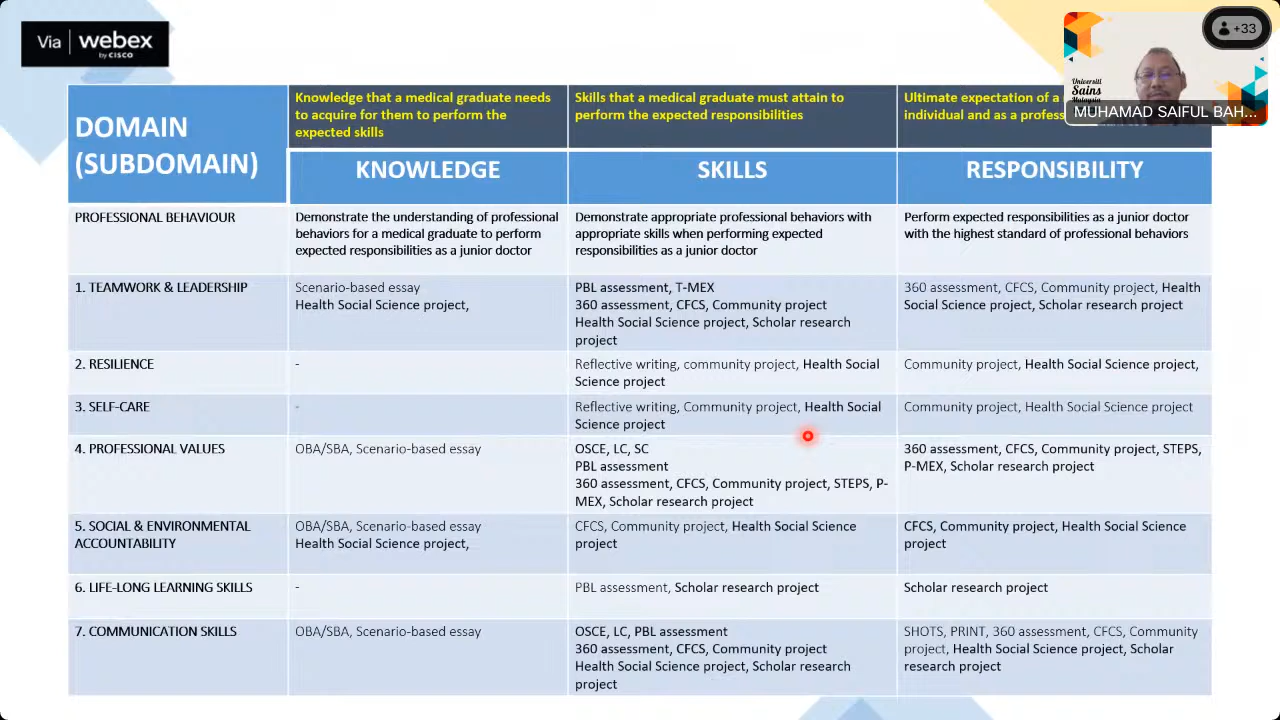 Via webex
by CISCO
+33
Universiti
Sains
Malaysia
MUHAMAD SAIFUL BAH...
DOMAIN
(SUBDOMAIN)
Knowledge that a medical graduate needs
to acquire for them to perform the
expected skills
Skills that a medical graduate must attain to
perform the expected responsibilities
Ultimate expectation of a
individual and as a profes
KNOWLEDGE
SKILLS
RESPONSIBILITY
PROFESSIONAL BEHAVIOUR
Demonstrate the understanding of professional
behaviors for a medical graduate to perform
expected responsibilities as a junior doctor
Demonstrate appropriate professional behaviors with
appropriate skills when performing expected
responsibilities as a junior doctor
Perform expected responsibilities as a junior doctor
with the highest standard of professional behaviors
1. TEAMWORK & LEADERSHIP
Scenario-based essay
Health Social Science project,
PBL assessment, T-MEX
360 assessment, CFCS, Community project
Health Social Science project, Scholar research
project
360 assessment, CFCS, Community project, Health
Social Science project, Scholar research project
2. RESILIENCE
-
Reflective writing, community project, Health Social
Science project
Community project, Health Social Science project,
3. SELF-CARE
-
Reflective writing, Community project, Health Social
Science project
Community project, Health Social Science project
4. PROFESSIONAL VALUES
OBA/SBA, Scenario-based essay
OSCE, LC, SC
PBL assessment
360 assessment, CFCS, Community project, STEPS, P-
MEX, Scholar research project
360 assessment, CFCS, Community project, STEPS,
P-MEX, Scholar research project
5. SOCIAL & ENVIRONMENTAL
ACCOUNTABILITY
OBA/SBA, Scenario-based essay
Health Social Science project,
CFCS, Community project, Health Social Science
project
CFCS, Community project, Health Social Science
project
6. LIFE-LONG LEARNING SKILLS
-
PBL assessment, Scholar research project
Scholar research project
7. COMMUNICATION SKILLS
OBA/SBA, Scenario-based essay
OSCE, LC, PBL assessment
360 assessment, CFCS, Community project
Health Social Science project, Scholar research
project
SHOTS, PRINT, 360 assessment, CFCS, Community
project, Health Social Science project, Scholar
research project